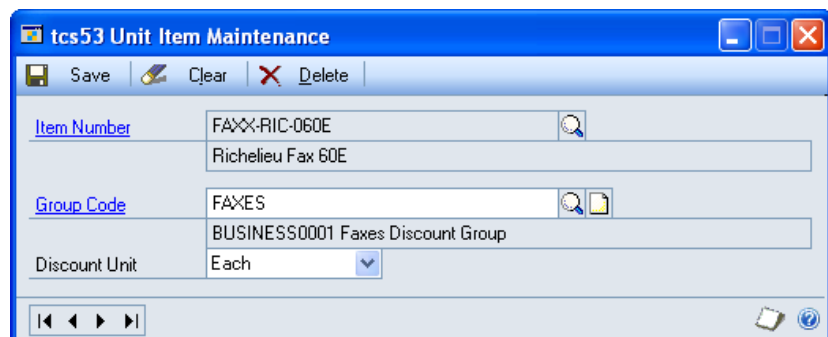 tcs53 Unit Item Maintenance
Save Clear Delete
Item Number FAXX-RIC-060E
Richelieu Fax 60E
Group Code FAXES
BUSINESS0001 Faxes Discount Group
Discount Unit Each